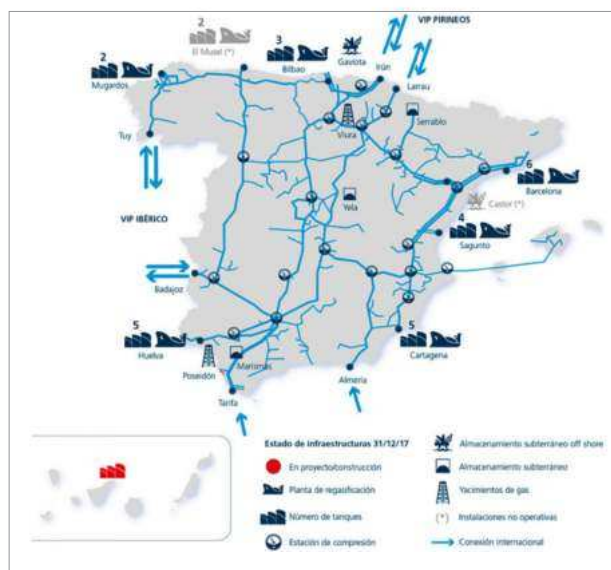 VIP PIRINEOS
2
El Musel (*)
3
Bilbao
Gaviota
Irún
Larrau
2
Mugardos
Tuy
Viura
Serrablo
6
Barcelona
Castor (*)
Yela
VIP IBÉRICO
4
Sagunto
Badajoz
5
Huelva
Poseidón
Marismas
5
Cartagena
Almería
Tarifa
Estado de infraestructuras 31/12/17
En proyecto/construcción
Planta de regasificación
Número de tanques
Estación de compresión
Almacenamiento subterráneo off shore
Almacenamiento subterráneo
Yacimientos de gas
(*) Instalaciones no operativas
Conexión internacional